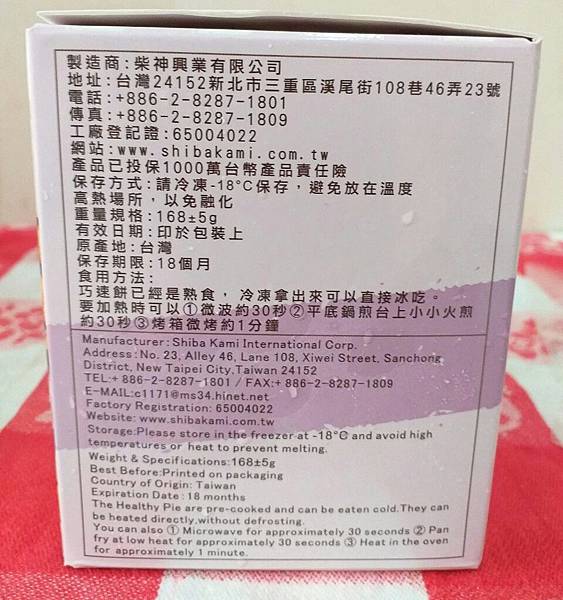 製造商:柴神興業有限公司
地址:台灣24152新北市三重區溪尾街108巷46弄23號
電話:+886-2-8287-1801
傳真:+886-2-8287-1809
工廠登記證:65004022
網站:www.shibakami.com.tw
產品已投保1000萬台幣產品責任險
保存方式:請冷凍-18°C保存，避免放在溫度
高熱場所，以免融化
重量規格:168±5g
有效日期:印於包裝上
原產地:台灣
保存期限:18個月
食用方法:
巧速餅已經是熟食，冷凍拿出來可以直接冰吃。
要加熱時可以①微波約30秒②平底鍋煎台上小小火煎
約30秒③烤箱微烤約1分鐘
Manufacturer:Shiba Kami International Corp.
Address:No. 23, Alley 46, Lane 108, Xiwei Street, Sanchong
District, New Taipei City,Taiwan 24152
TEL:+ 886-2-8287-1801 / FAX:+ 886-2-8287-1809
E-MAIL:c1171@ms34.hinet.net
Factory Registration: 65004022
Website: www.shibakami.com.tw
Storage:Please store in the freezer at -18°C and avoid high
temperatures or heat to prevent melting.
Weight & Specifications:168±5g
Best Before:Printed on packaging
Country of Origin: Taiwan
Expiration Date : 18 months
The Healthy Pie are pre-cooked and can be eaten cold.They can
be heated directly,without defrosting.
You can also ① Microwave for approximately 30 seconds ② Pan
fry at low heat for approximately 30 seconds ③ Heat in the oven
for approximately 1 minute.